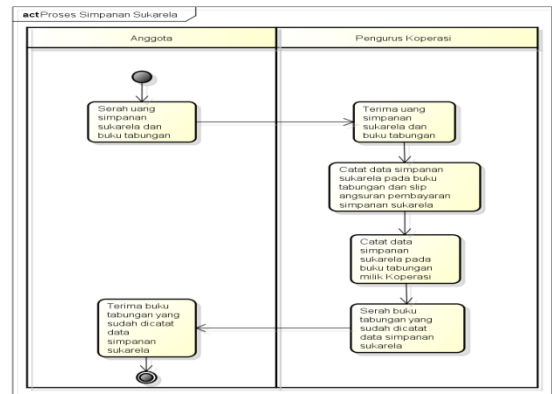 act Proses Simpanan Sukarela
Anggota
Pengurus Koperasi
Serah uang
simpanan
sukarela dan
buku tabungan
Terima uang
simpanan
sukarela dan
buku tabungan
Catat data simpanan
sukarela pada buku
tabungan dan slip
angsuran pembayaran
simpanan sukarela
Catat data
simpanan
sukarela pada
buku tabungan
milik Koperasi
Serah buku
tabungan yang
sudah dicatat
data simpanan
sukarela
Terima buku
tabungan yang
sudah dicatat
data
simpanan
sukarela